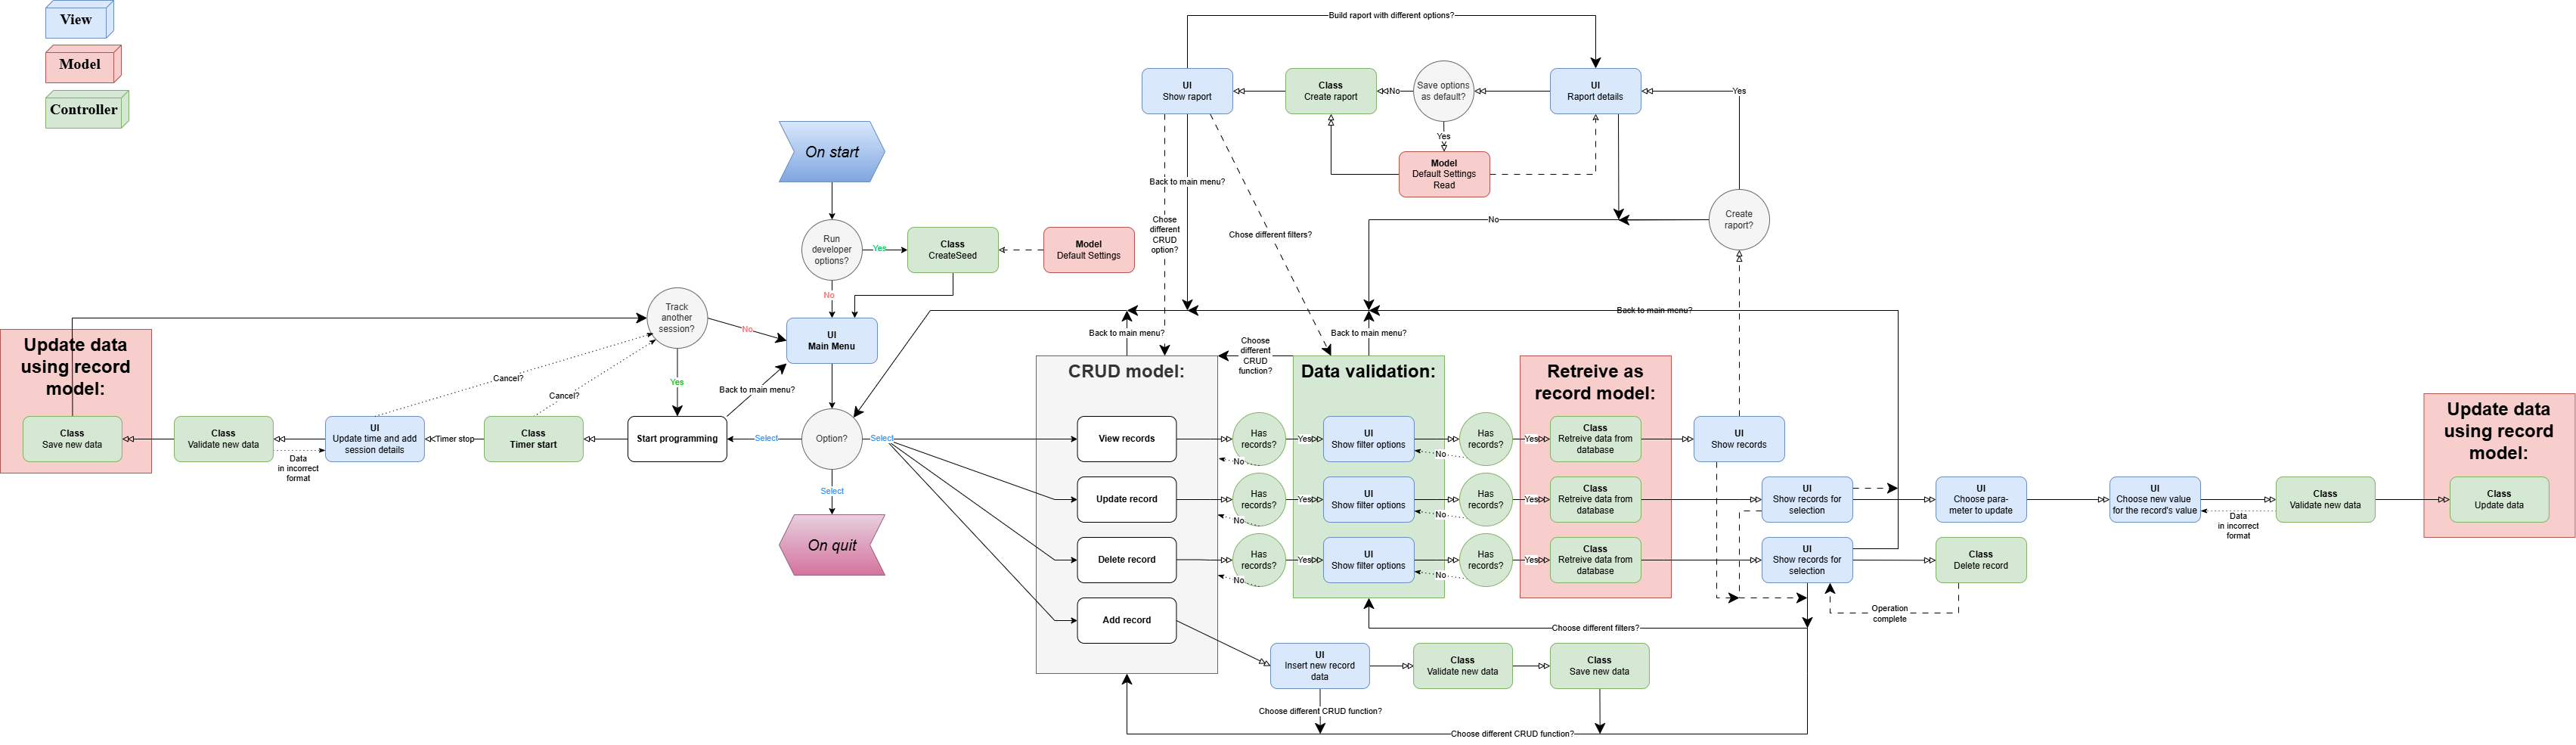 View
Model
Controller
Build raport with different options?
UI
Show raport
Class
Create raport
No
Save options
as default?
UI
Raport details
Yes
Yes
Model
Default Settings
Read
On start
Back to main menu?
Chose
different
CRUD
option?
Chose different filters?
No
Create
raport?
Run
developer
options?
Yes
Class
CreateSeed
Model
Default Settings
No
Track
another
session?
No
UI
Main Menu
Back to main menu?
Back to main menu?
Back to main menu?
Choose
different
CRUD
function?
Update data
using record
model:
Cancel?
Cancel?
Yes
Back to main menu?
CRUD model:
Data validation:
Retreive as
record model:
Update data
using record
model:
Class
Save new data
Class
Validate new data
Data
in incorrect
format
UI
Update time and add
session details
Timer stop
Class
Timer start
Start programming
Select
Option?
Select
Select
On quit
View records
Has
records?
No
Yes
UI
Show filter options
Has
records?
No
Yes
Class
Retreive data from
database
UI
Show records
Update record
Has
records?
No
Yes
UI
Show filter options
Has
records?
No
Yes
Class
Retreive data from
database
UI
Show records for
selection
UI
Choose para-
meter to update
UI
Choose new value
for the record's value
Data
in incorrect
format
Class
Validate new data
Class
Update data
Delete record
Has
records?
No
Yes
UI
Show filter options
Has
records?
No
Yes
Class
Retreive data from
database
UI
Show records for
selection
Class
Delete record
Operation
complete
Add record
Choose different filters?
UI
Insert new record
data
Class
Validate new data
Class
Save new data
Choose different CRUD function?
Choose different CRUD function?